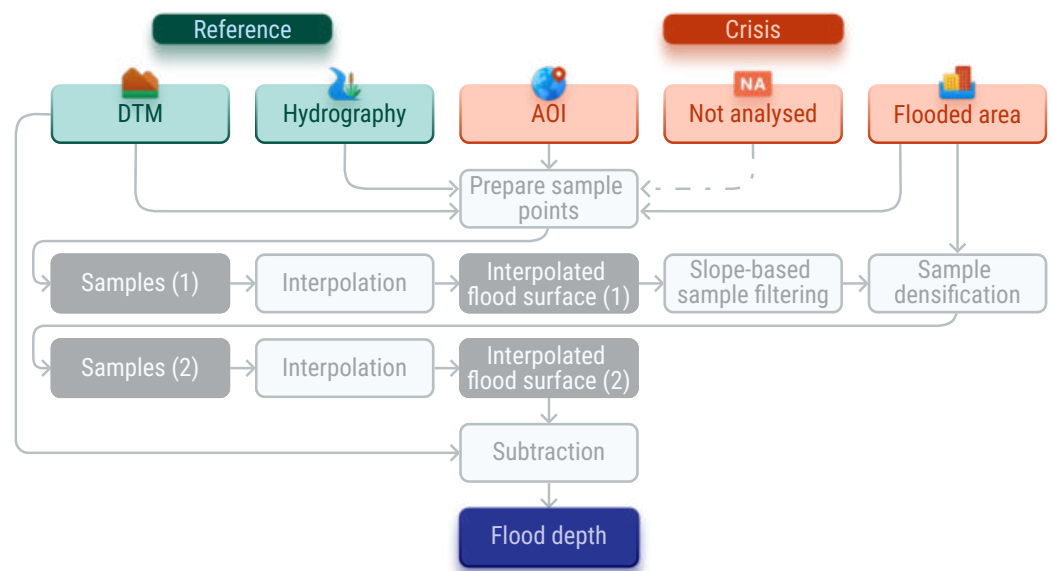 Reference
Crisis
NA
DTM
Hydrography
AOI
Not analysed
Flooded area
Prepare sample
points
Samples (1)
Interpolation
Interpolated
flood surface (1)
Slope-based
sample filtering
Sample
densification
Samples (2)
Interpolation
Interpolated
flood surface (2)
Subtraction
Flood depth